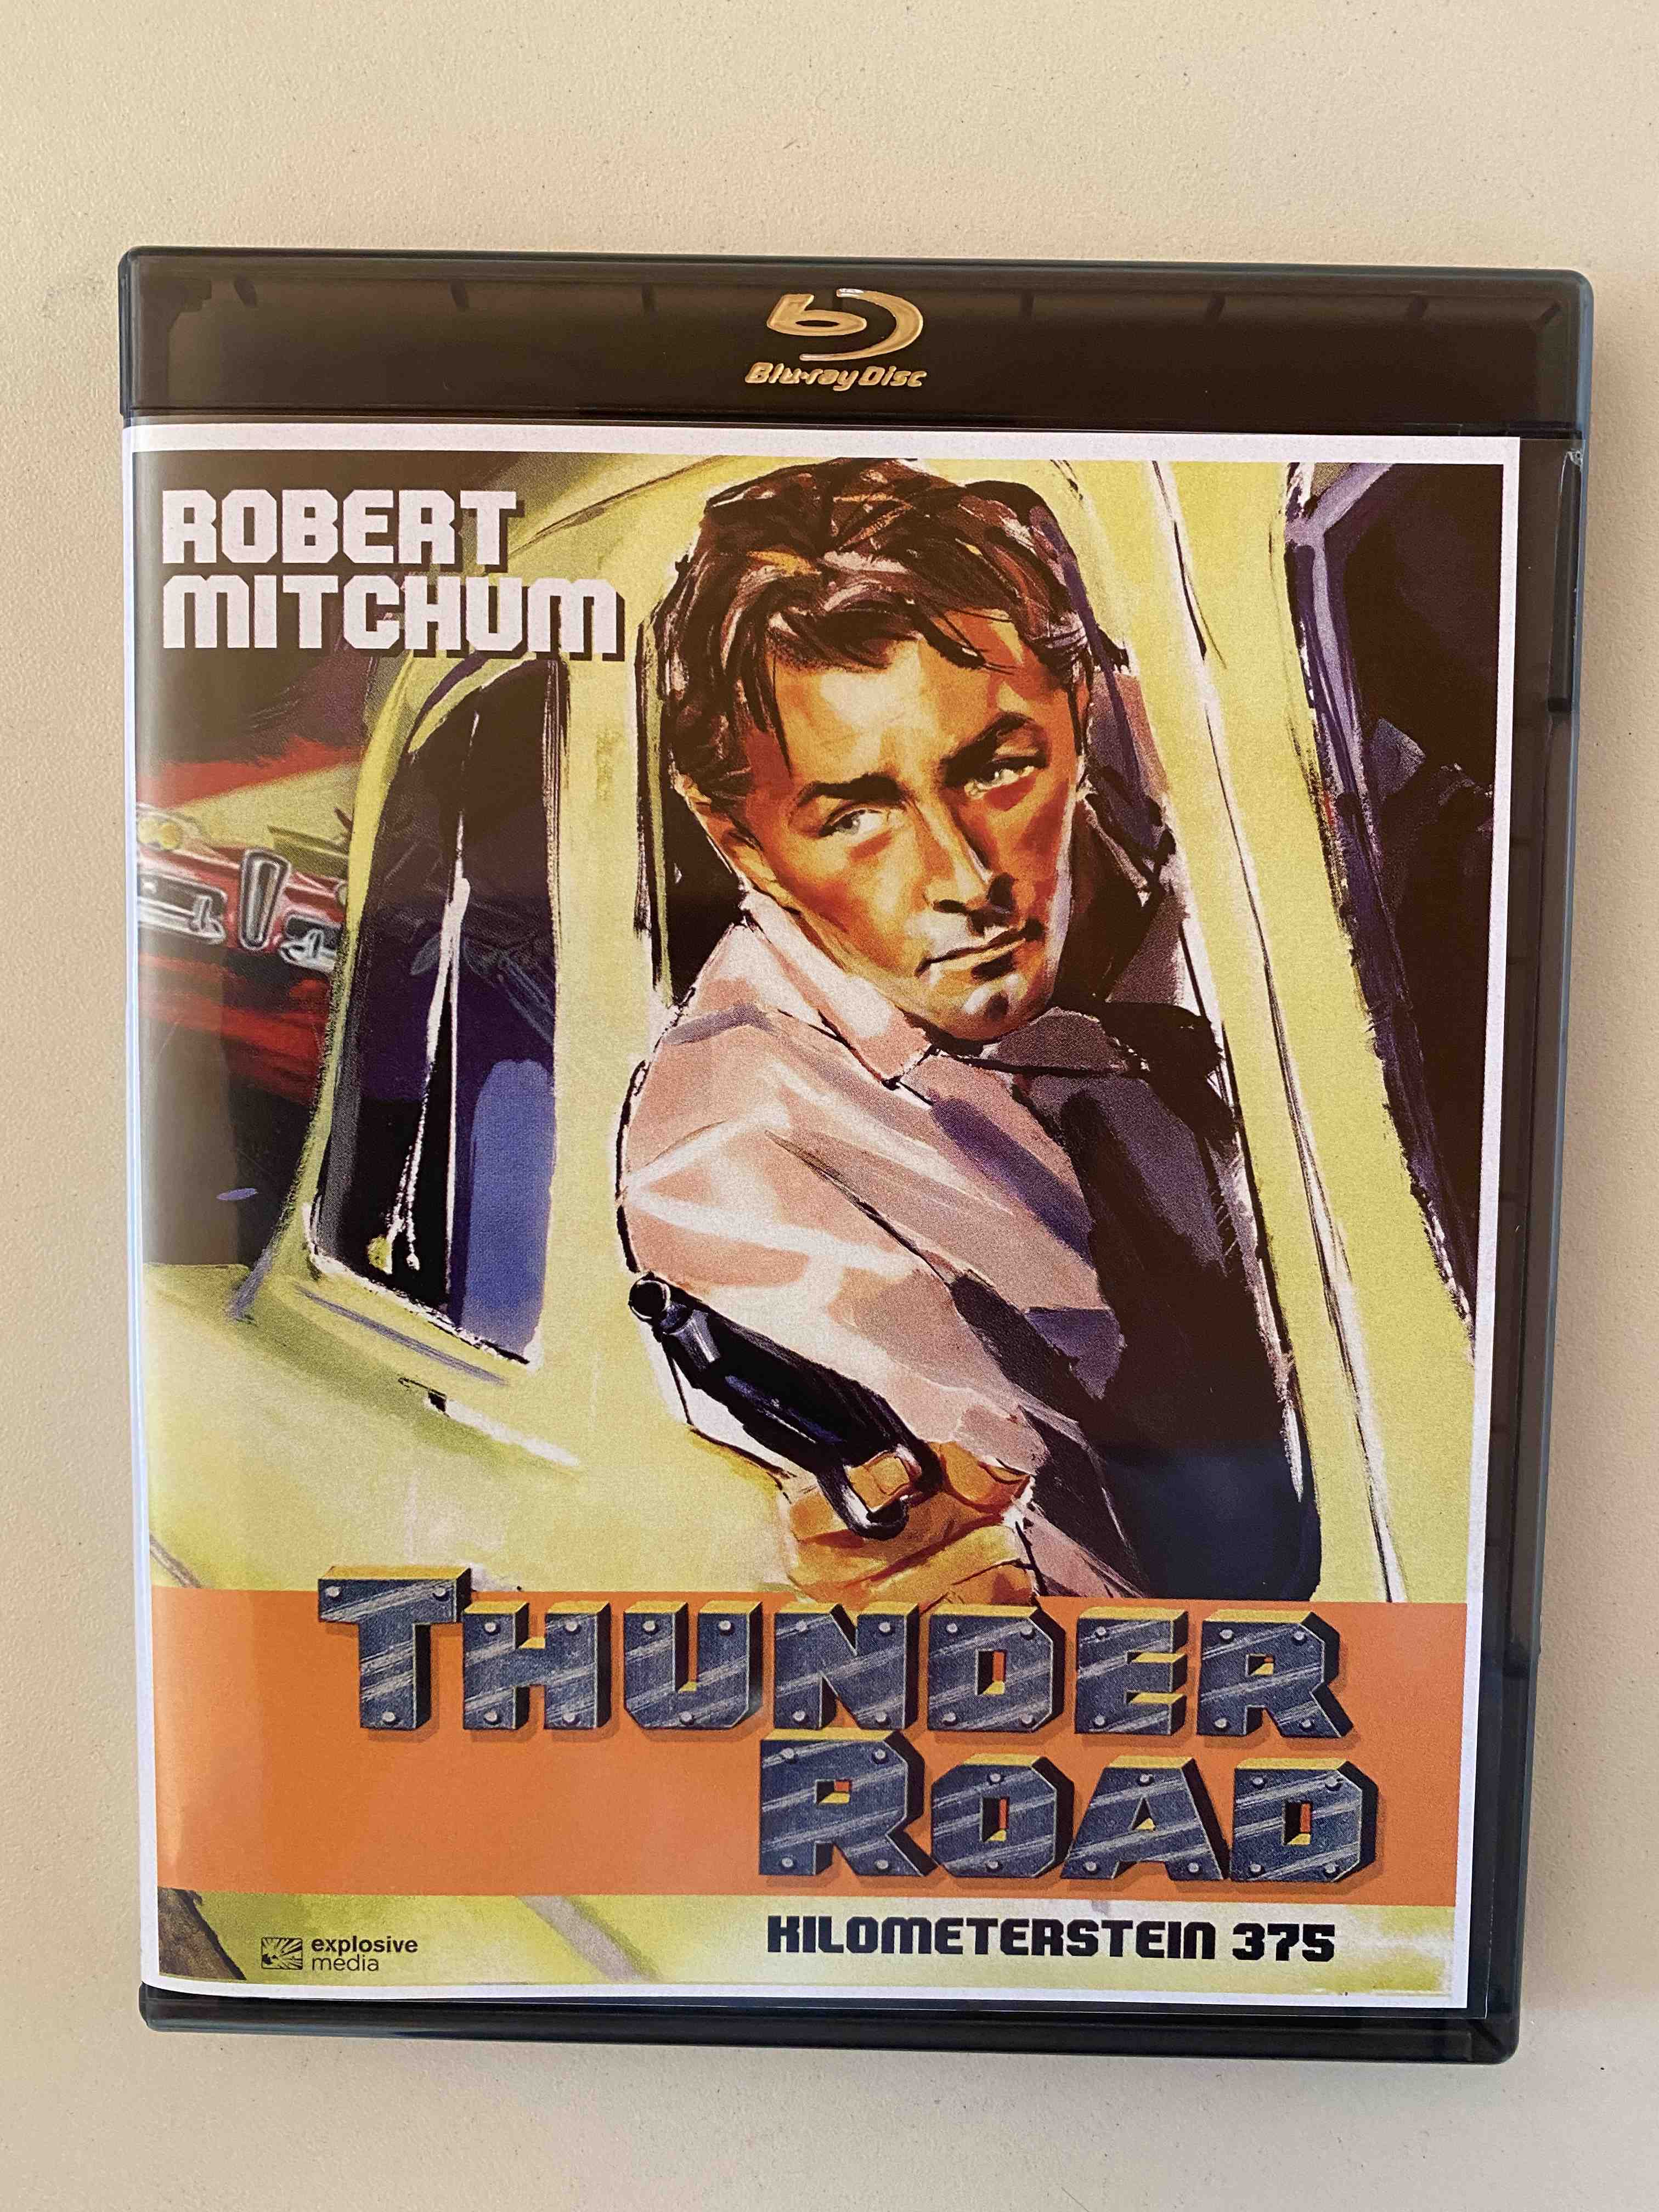 Blu-ray Disc
ROBERT
MITCHUM
THUNDER
ROAD
KILOMETERSTEIN 375
explosive
media